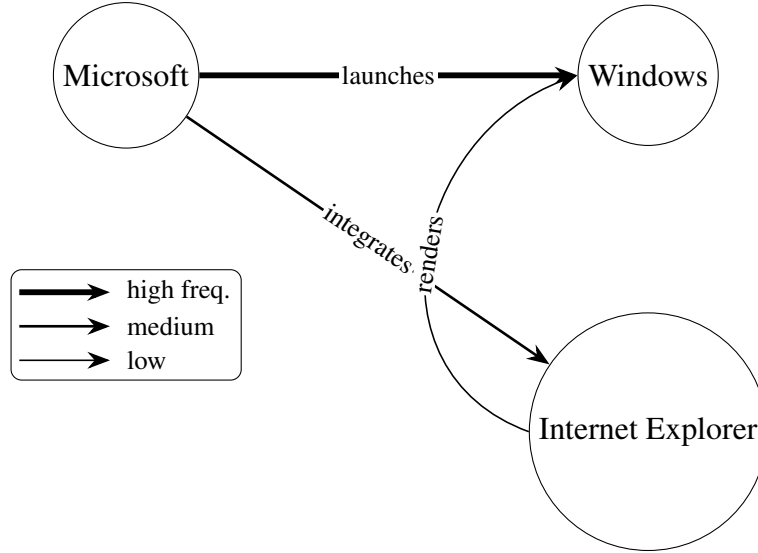 Microsoft
launches
Windows
integrates
renders
high freq.
medium
low
Internet Explorer